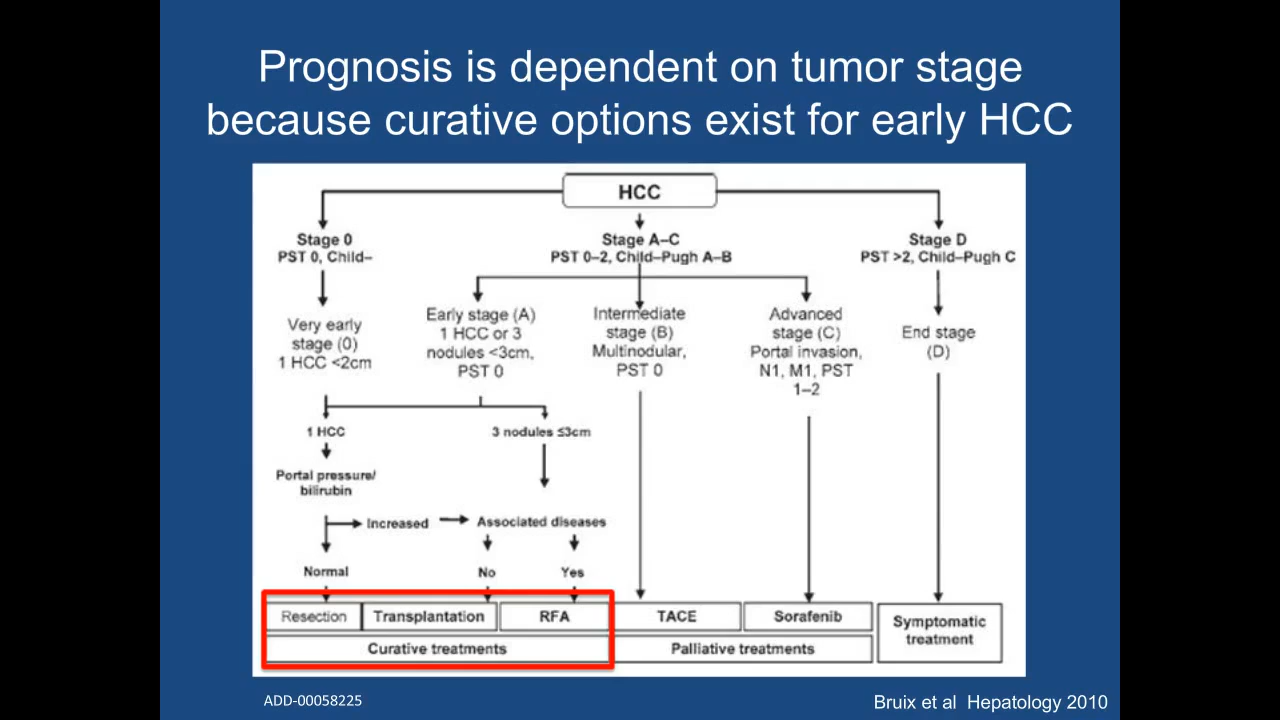 Prognosis is dependent on tumor stage
because curative options exist for early HCC
HCC
Stage 0
PST 0, Child–
Stage A–C
PST 0–2, Child–Pugh A–B
Stage D
PST >2, Child–Pugh C
Very early
stage (0)
1 HCC <2cm
Early stage (A)
1 HCC or 3
nodules <3cm,
PST 0
Intermediate
stage (B)
Multinodular,
PST 0
Advanced
stage (C)
Portal invasion,
N1, M1, PST
1–2
End stage
(D)
1 HCC
3 nodules ≤3cm
Portal pressure/
bilirubin
Increased
Associated diseases
Normal
No
Yes
Resection
Transplantation
RFA
TACE
Sorafenib
Symptomatic
treatment
Curative treatments
Palliative treatments
ADD-00058225
Bruix et al Hepatology 2010